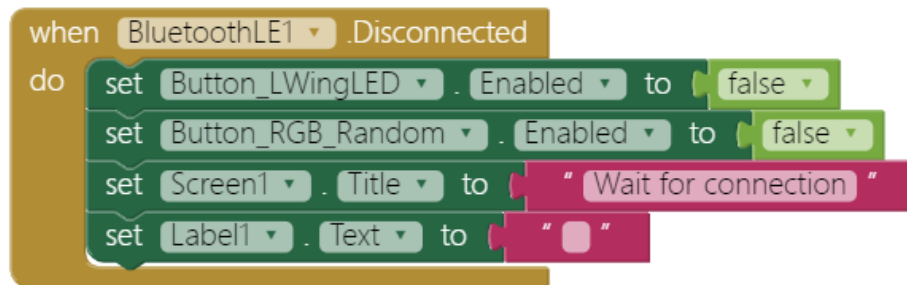 when BluetoothLE1 .Disconnected
do set Button_LWingLED . Enabled to false
set Button_RGB_Random . Enabled to false
set Screen1 . Title to " Wait for connection "
set Label1 . Text to " "